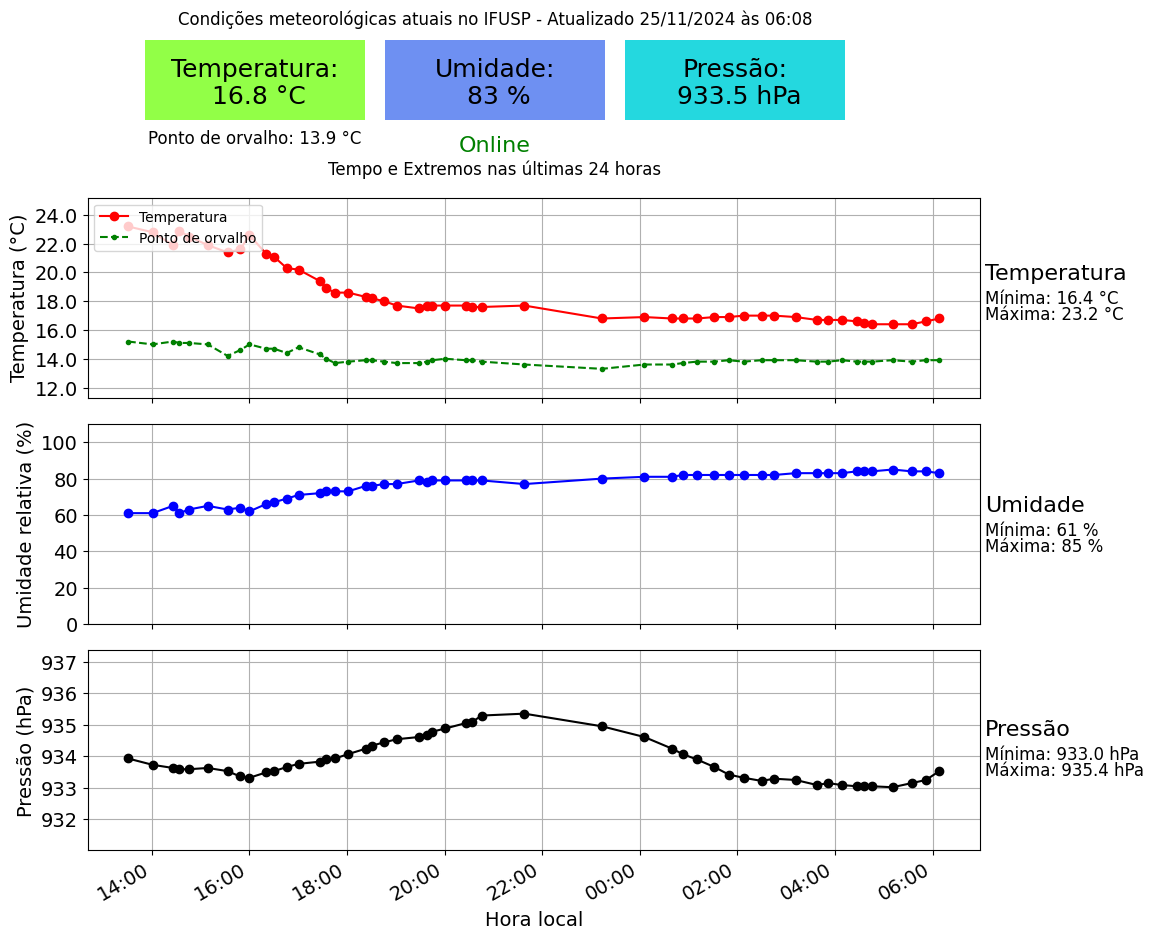 Condições meteorológicas atuais no IFUSP - Atualizado 25/11/2024 às 06:08
Temperatura:
16.8 °C
Umidade:
83 %
Pressão:
933.5 hPa
Ponto de orvalho: 13.9 °C
Online
Tempo e Extremos nas últimas 24 horas
Temperatura (°C)
24.0
22.0
20.0
18.0
16.0
14.0
12.0
Temperatura
Ponto de orvalho
Temperatura
Mínima: 16.4 °C
Máxima: 23.2 °C
Umidade relativa (%)
100
80
60
40
20
0
Umidade
Mínima: 61 %
Máxima: 85 %
Pressão (hPa)
937
936
935
934
933
932
Pressão
Mínima: 933.0 hPa
Máxima: 935.4 hPa
14:00 16:00 18:00 20:00 22:00 00:00 02:00 04:00 06:00
Hora local